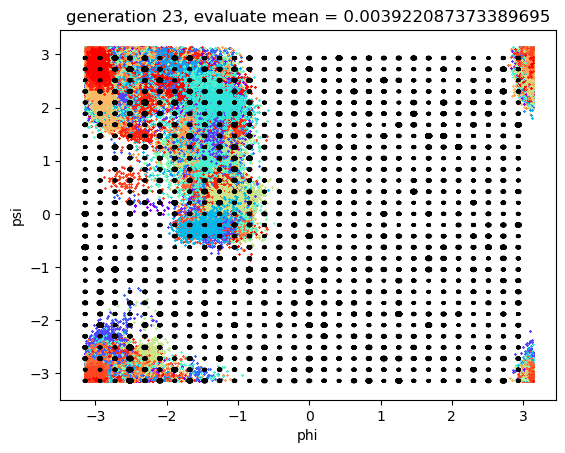 generation 23, evaluate mean = 0.003922087373389695
3
2
1
0
−1
−2
−3
psi
−3 −2 −1 0 1 2 3
phi